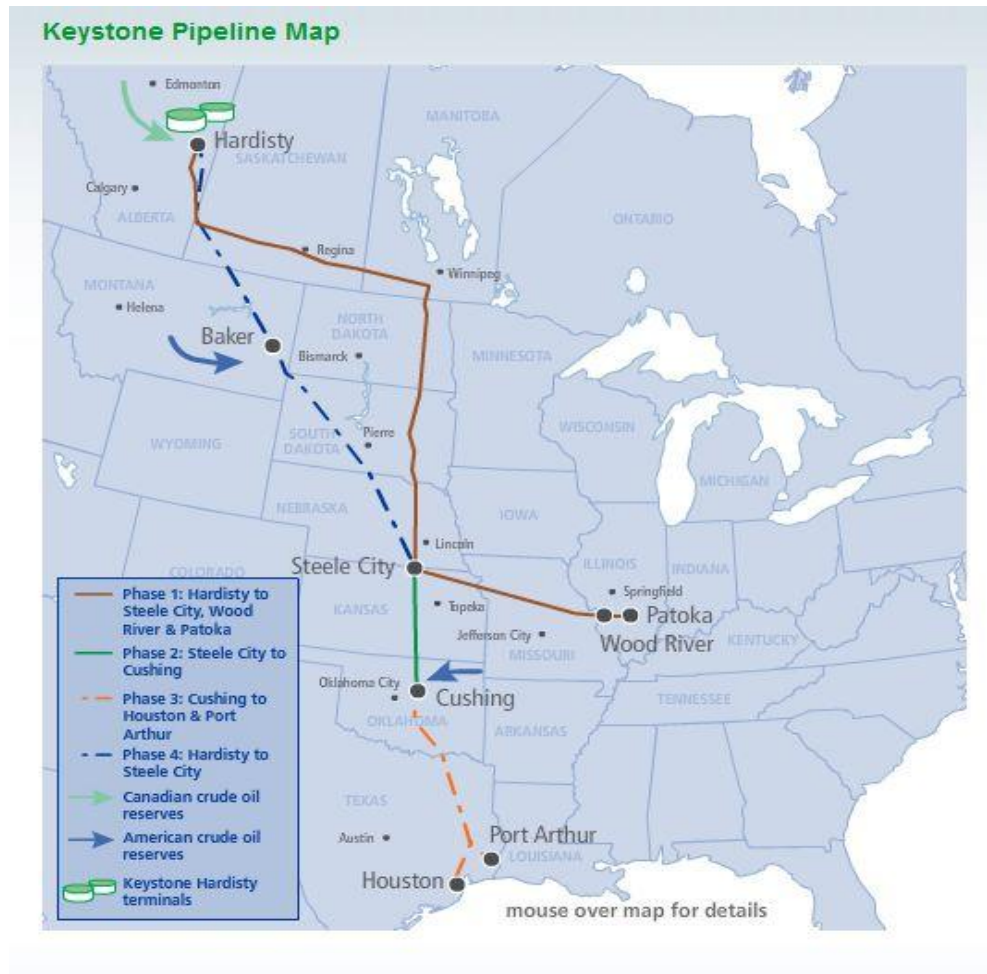 Keystone Pipeline Map
Edmonton
Hardisty
MANITOBA
SASKATCHEWAN
Calgary
ALBERTA
ONTARIO
Regina
Winnipeg
MONTANA
Helena
NORTH
DAKOTA
Baker
Bismarck
MINNESOTA
WYOMING
SOUTH
DAKOTA
Pierre
WISCONSIN
MICHIGAN
NEBRASKA
IOWA
Lincoln
Steele City
ILLINOIS
INDIANA
COLORADO
Springfield
KANSAS
Topeka
Patoka
Jefferson City
Wood River
KENTUCKY
MISSOURI
Oklahoma City
Cushing
TENNESSEE
OKLAHOMA
ARKANSAS
TEXAS
Austin
Port Arthur
LOUISIANA
Houston
mouse over map for details
Phase 1: Hardisty to
Steele City, Wood
River & Patoka
Phase 2: Steele City to
Cushing
Phase 3: Cushing to
Houston & Port
Arthur
Phase 4: Hardisty to
Steele City
Canadian crude oil
reserves
American crude oil
reserves
Keystone Hardisty
terminals